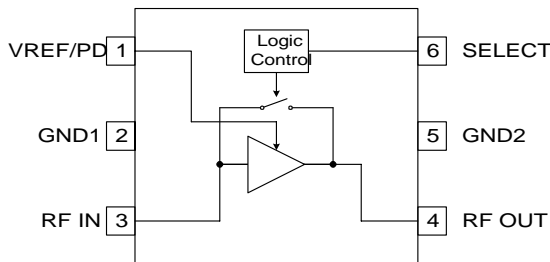 VREF/PD 1
Logic
Control
6 SELECT
GND1 2
5 GND2
RF IN 3
4 RF OUT